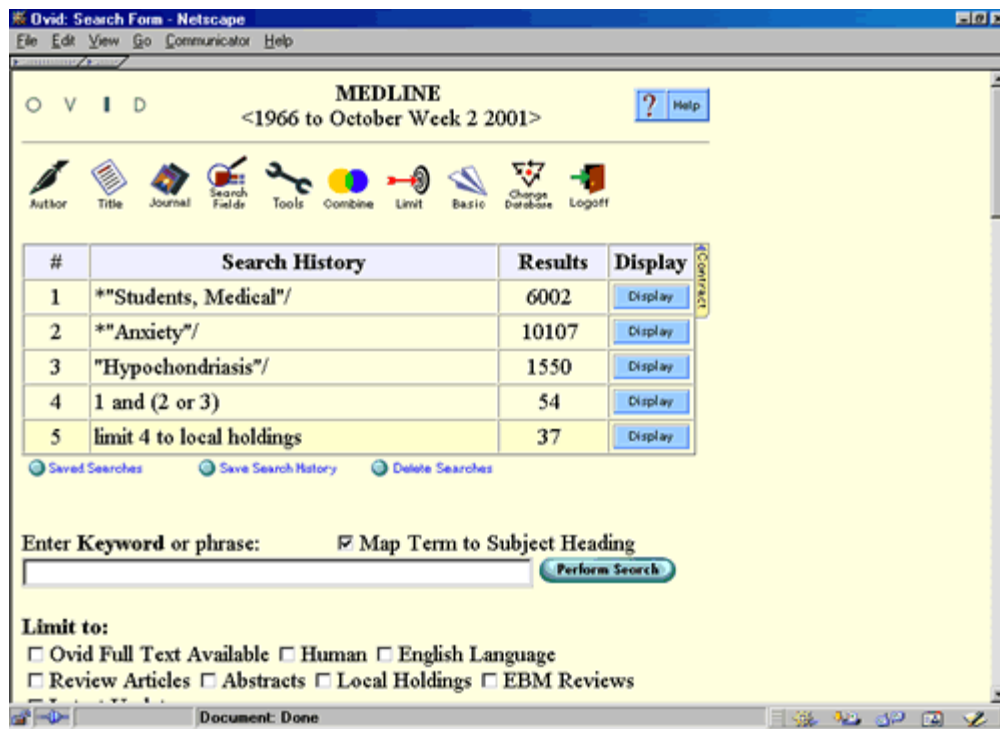 Ovid: Search Form - Netscape
File Edit View Go Communicator Help
O V I D
MEDLINE
<1966 to October Week 2 2001>
? Help
Author Title Journal Search Fields Tools Combine Limit Basic Change Database Logoff
# Search History Results Display
Contract
1 *"Students, Medical"/ 6002 Display
2 *"Anxiety"/ 10107 Display
3 "Hypochondriasis"/ 1550 Display
4 1 and (2 or 3) 54 Display
5 limit 4 to local holdings 37 Display
Saved Searches Save Search History Delete Searches
Enter Keyword or phrase: Map Term to Subject Heading
Perform Search
Limit to:
Ovid Full Text Available Human English Language
Review Articles Abstracts Local Holdings EBM Reviews
Document: Done